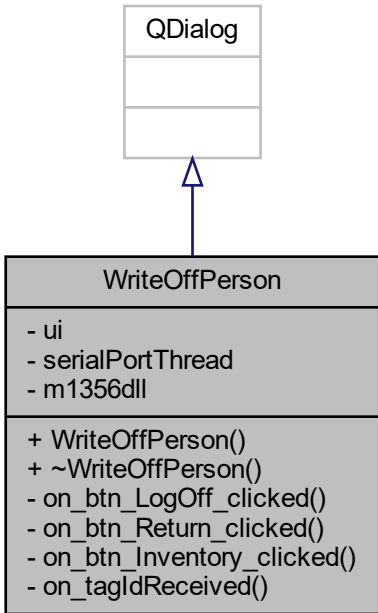 QDialog
WriteOffPerson
- ui
- serialPortThread
- m1356dll
+ WriteOffPerson()
+ ~WriteOffPerson()
- on_btn_LogOff_clicked()
- on_btn_Return_clicked()
- on_btn_Inventory_clicked()
- on_tagIdReceived()